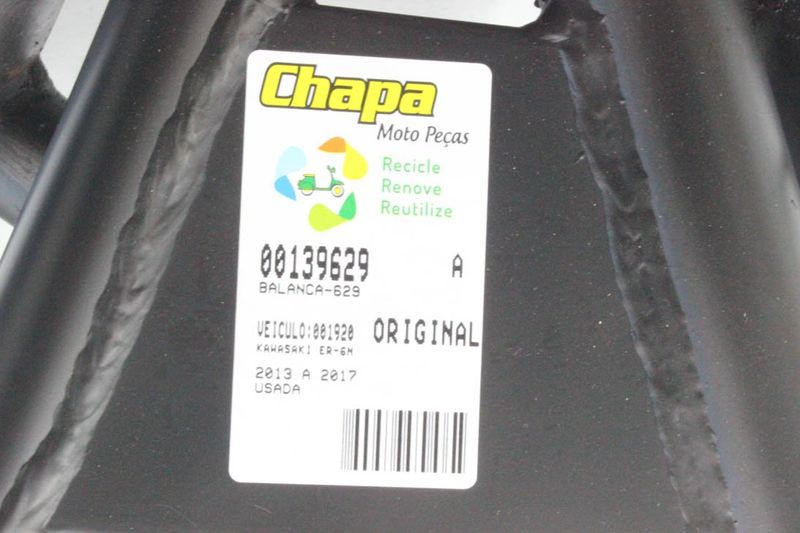 Chapa
Moto Peças
Recicle
Renove
Reutilize
00139629 A
BALANCA-629
VEICULO:001920 ORIGINAL
KAWASAKI ER-6N
2013 A 2017
USADA